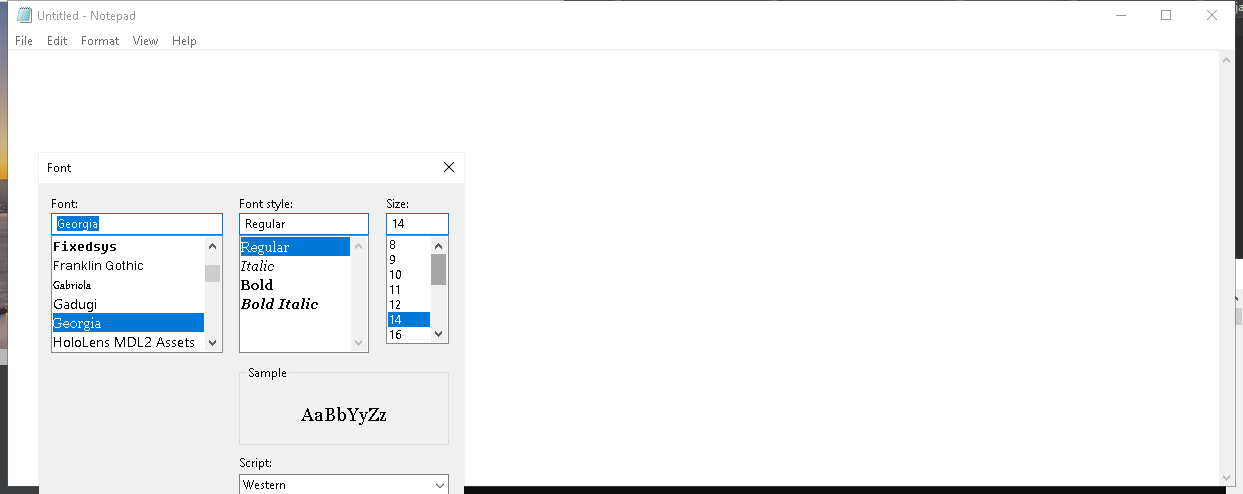 Untitled - Notepad
File Edit Format View Help
Font
Font: Font style: Size:
Georgia Regular 14
Fixedsys
Franklin Gothic
Gabriola
Gadugi
Georgia
HoloLens MDL2 Assets
Regular
Italic
Bold
Bold Italic
8
9
10
11
12
14
16
Sample
AaBbYyZz
Script:
Western